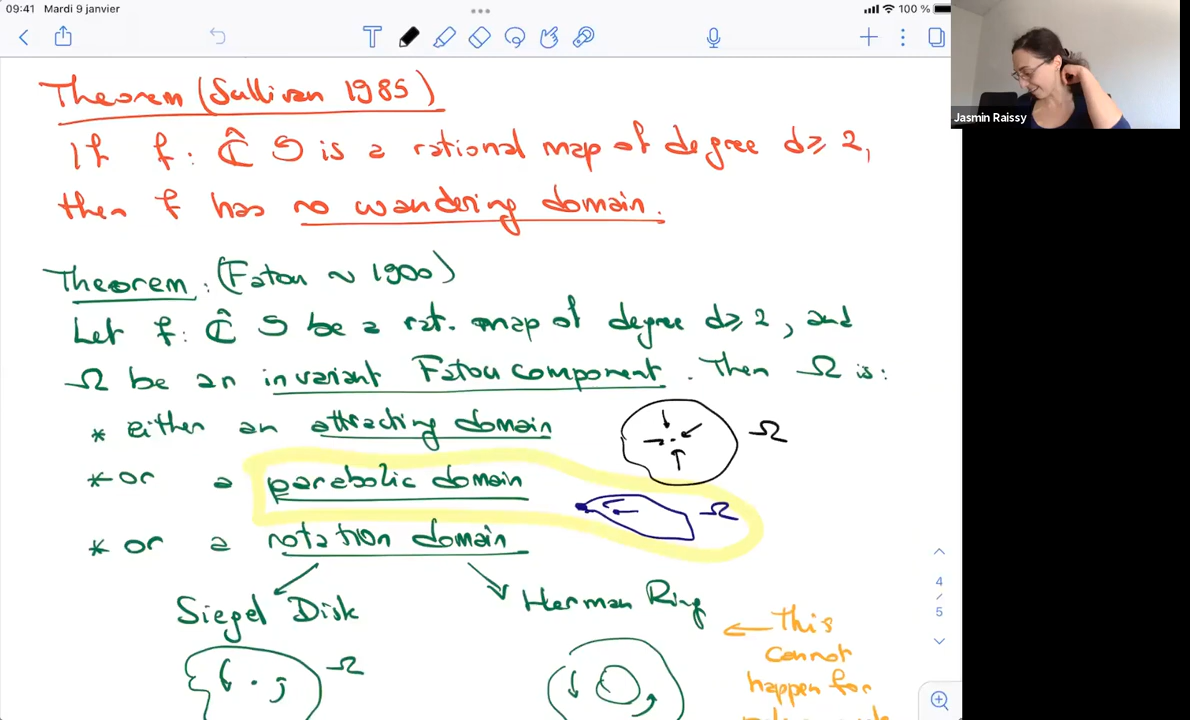 09:41 Mardi 9 janvier
100 %
Jasmin Raissy
Theorem (Sullivan 1985)
If f: Ĉ ↺ is a rational map of degree d ≥ 2,
then f has no wandering domain.
Theorem: (Fatou ~ 1900)
Let f: Ĉ ↺ be a rat. map of degree d ≥ 2, and
Ω be an invariant Fatou component. Then Ω is:
* either an attracting domain
Ω
* or a parabolic domain
Ω
* or a rotation domain
Siegel Disk
Herman Ring
Ω
← this
cannot
happen for
4
/
5